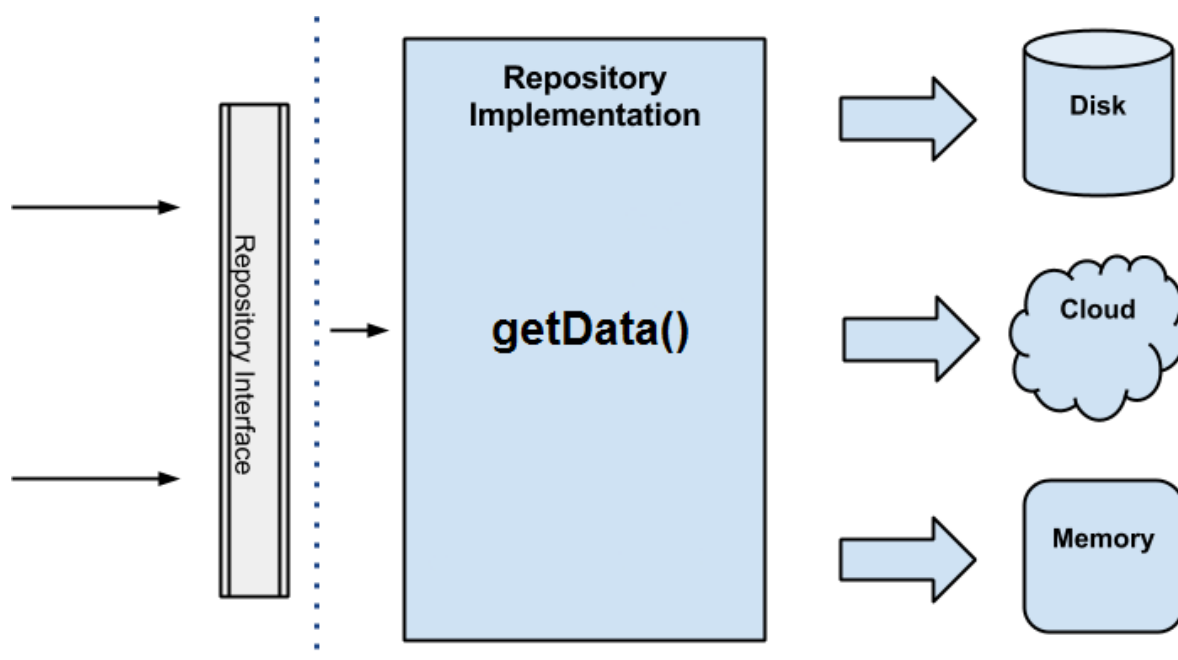 Repository Interface
Repository
Implementation
getData()
Disk
Cloud
Memory